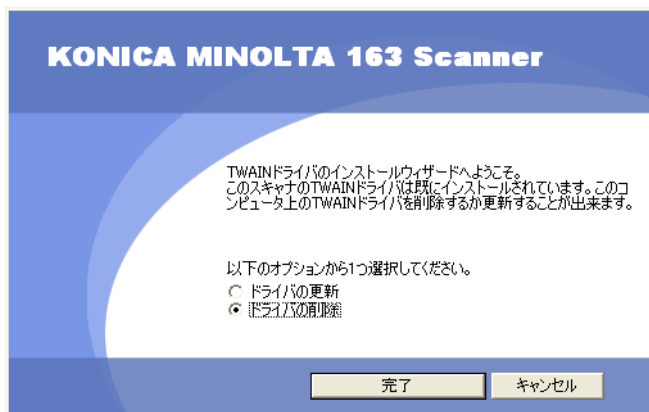 KONICA MINOLTA 163 Scanner
TWAINドライバのインストールウィザードへようこそ。
このスキャナのTWAINドライバは既にインストールされています。このコ
ンピュータ上のTWAINドライバを削除するか更新することが出来ます。
以下のオプションから1つ選択してください。
ドライバの更新
ドライバの削除
完了
キャンセル